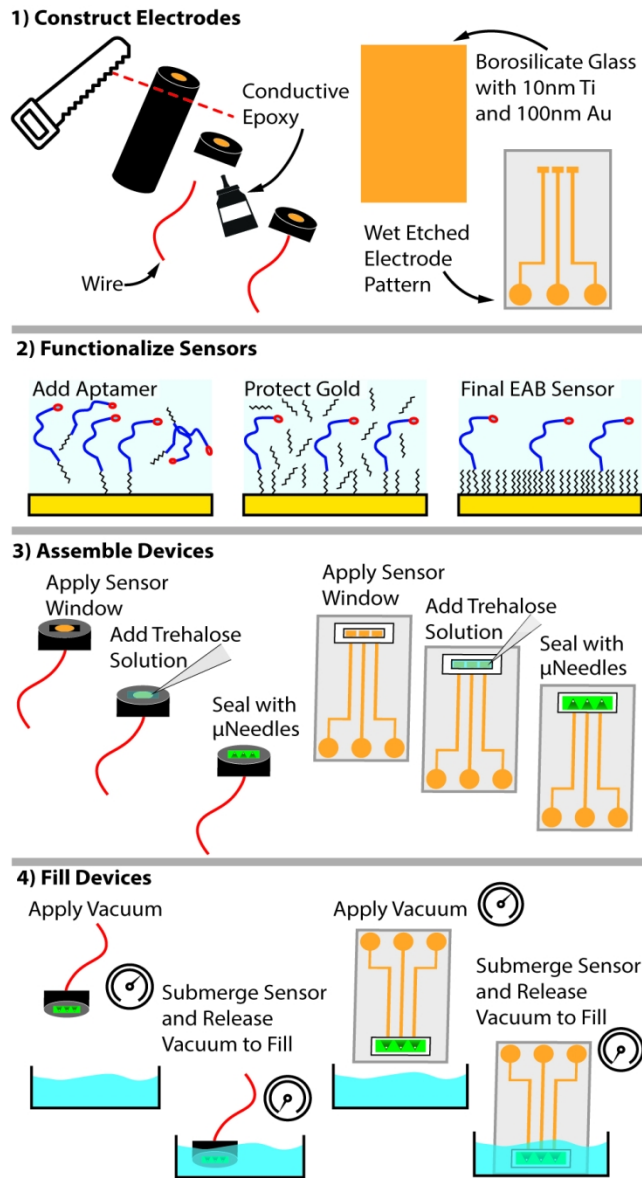 1) Construct Electrodes
Conductive
Epoxy
Wire
Borosilicate Glass
with 10nm Ti
and 100nm Au
Wet Etched
Electrode
Pattern
2) Functionalize Sensors
Add Aptamer
Protect Gold
Final EAB Sensor
3) Assemble Devices
Apply Sensor
Window
Add Trehalose
Solution
Seal with
μNeedles
Apply Sensor
Window
Add Trehalose
Solution
Seal with
μNeedles
4) Fill Devices
Apply Vacuum
Submerge Sensor
and Release
Vacuum to Fill
Apply Vacuum
Submerge Sensor
and Release
Vacuum to Fill